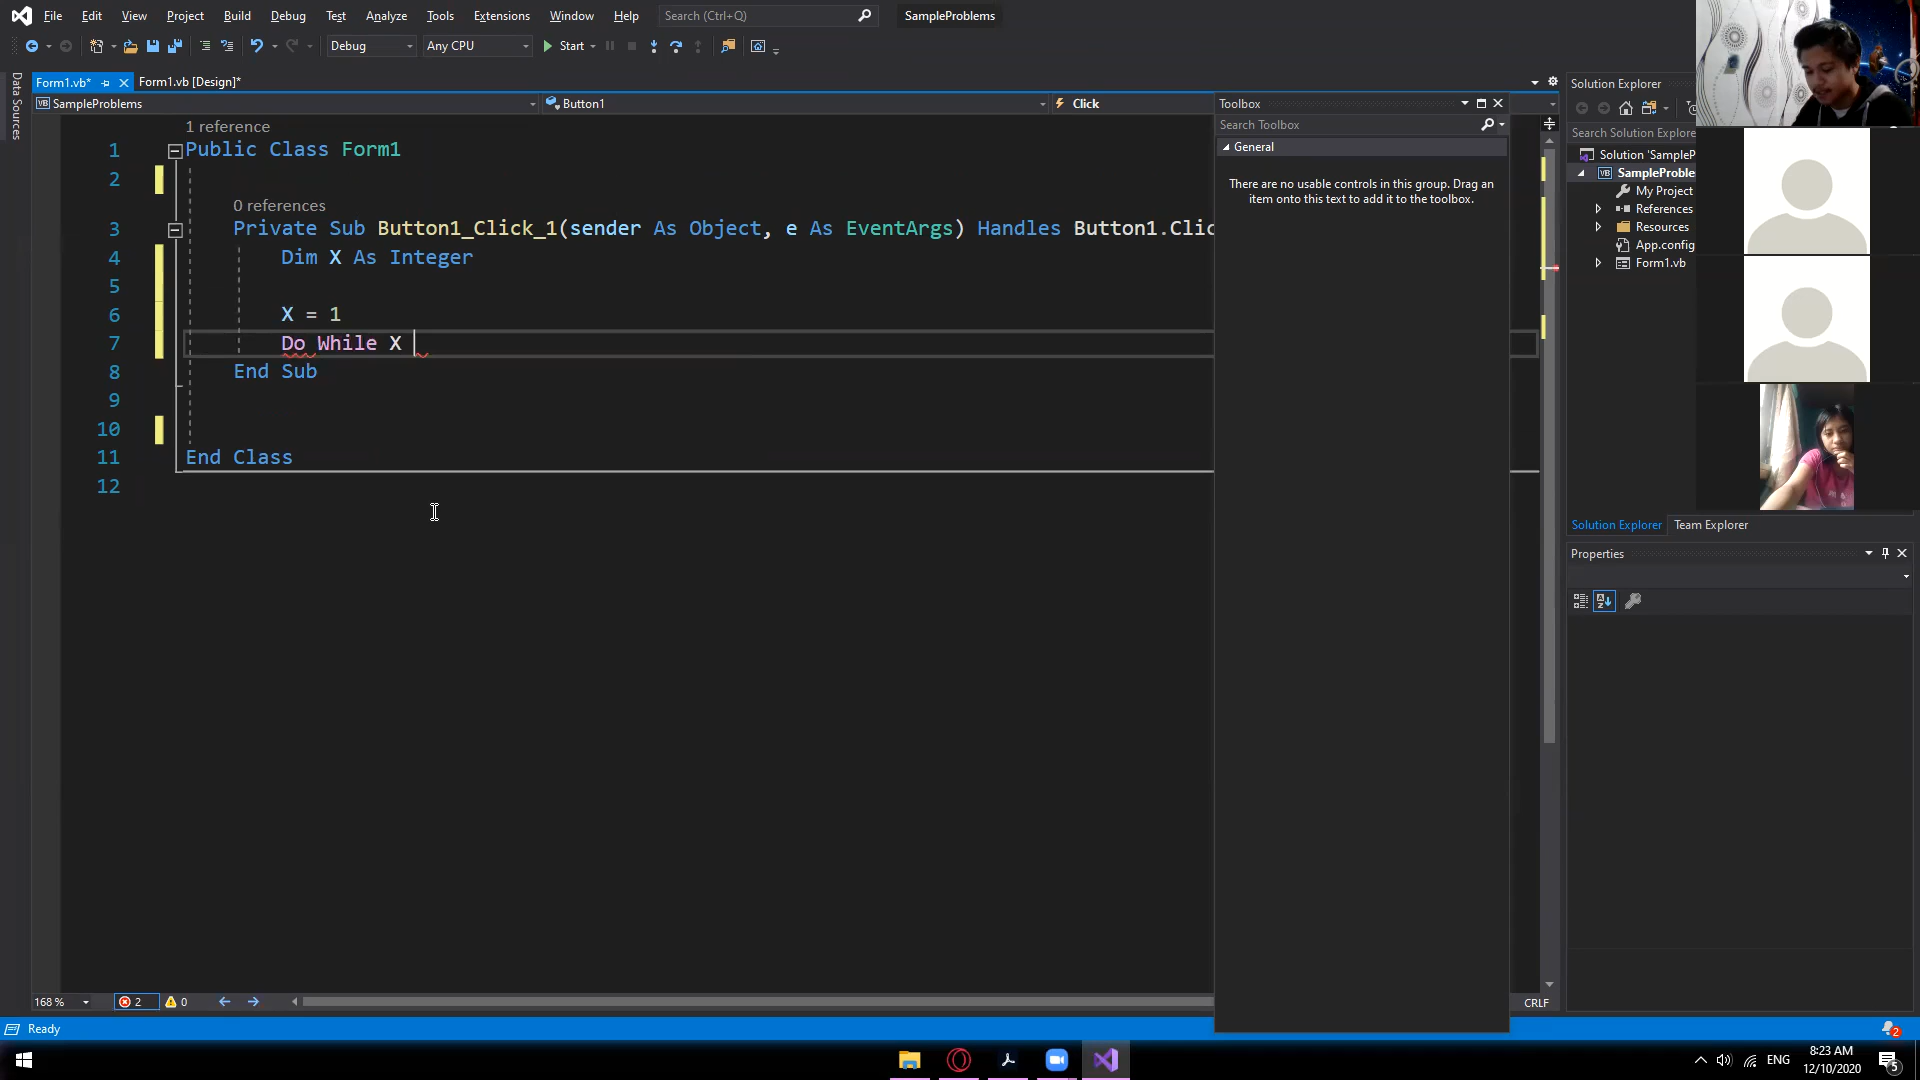 File Edit View Project Build Debug Test Analyze Tools Extensions Window Help Search (Ctrl+Q) SampleProblems
Debug Any CPU Start
Form1.vb* Form1.vb [Design]*
Data Sources
SampleProblems Button1 Click
1 reference
1 Public Class Form1
2
0 references
3 Private Sub Button1_Click_1(sender As Object, e As EventArgs) Handles Button1.Clic
4 Dim X As Integer
5
6 X = 1
7 Do While X
8 End Sub
9
10
11 End Class
12
Toolbox
Search Toolbox
General
There are no usable controls in this group. Drag an
item onto this text to add it to the toolbox.
Solution Explorer
Search Solution Explore
Solution 'SampleP
SampleProble
My Project
References
Resources
App.config
Form1.vb
Solution Explorer Team Explorer
Properties
168 % 2 0 CRLF
Ready 2
ENG 8:23 AM
12/10/2020 5